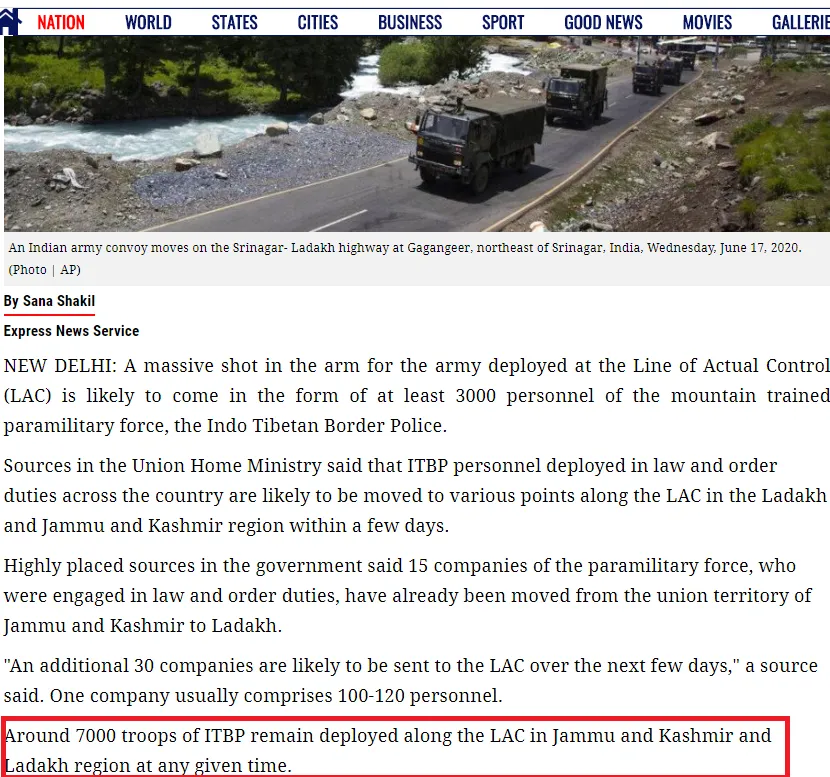 NATION WORLD STATES CITIES BUSINESS SPORT GOOD NEWS MOVIES GALLERIE
An Indian army convoy moves on the Srinagar- Ladakh highway at Gagangeer, northeast of Srinagar, India, Wednesday, June 17, 2020.
(Photo | AP)
By Sana Shakil
Express News Service
NEW DELHI: A massive shot in the arm for the army deployed at the Line of Actual Control
(LAC) is likely to come in the form of at least 3000 personnel of the mountain trained
paramilitary force, the Indo Tibetan Border Police.
Sources in the Union Home Ministry said that ITBP personnel deployed in law and order
duties across the country are likely to be moved to various points along the LAC in the Ladakh
and Jammu and Kashmir region within a few days.
Highly placed sources in the government said 15 companies of the paramilitary force, who
were engaged in law and order duties, have already been moved from the union territory of
Jammu and Kashmir to Ladakh.
"An additional 30 companies are likely to be sent to the LAC over the next few days," a source
said. One company usually comprises 100-120 personnel.
Around 7000 troops of ITBP remain deployed along the LAC in Jammu and Kashmir and
Ladakh region at any given time.